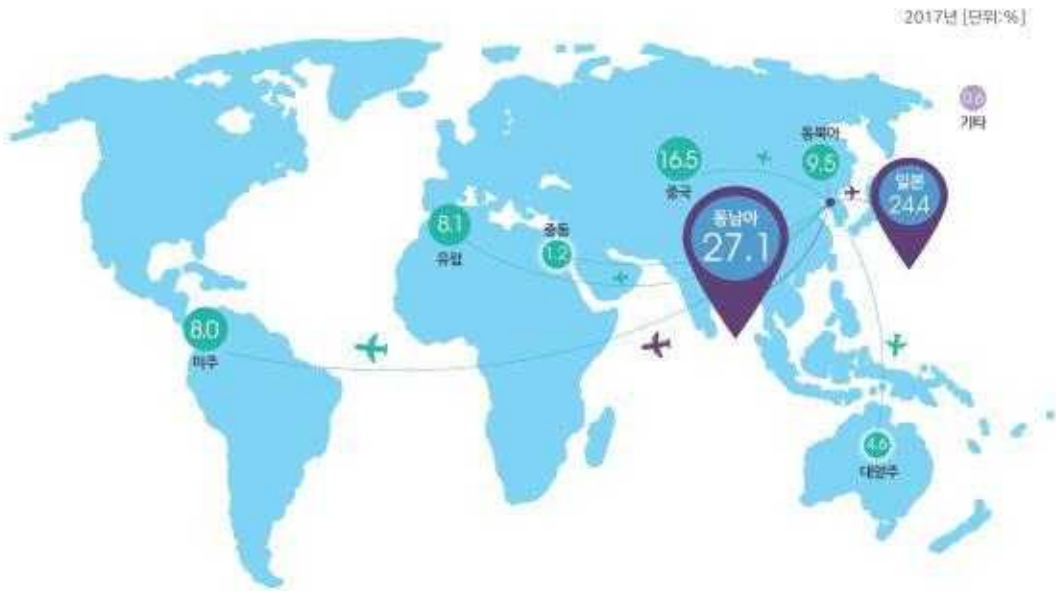 2017년 [단위:%]
0.6
기타
동북아
9.5
16.5
중국
일본
24.4
동남아
27.1
8.1
유럽
중동
1.2
8.0
미주
4.6
대양주